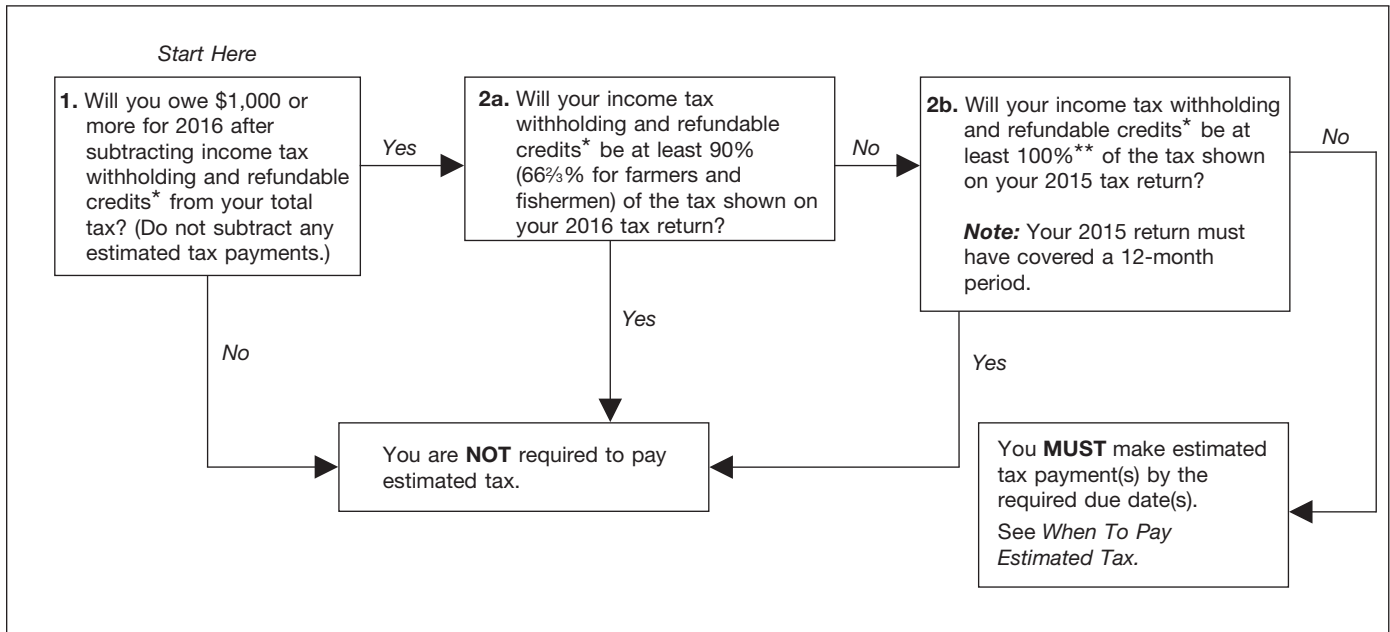 Start Here
1. Will you owe $1,000 or
more for 2016 after
subtracting income tax
withholding and refundable
credits* from your total
tax? (Do not subtract any
estimated tax payments.)
Yes
No
2a. Will your income tax
withholding and refundable
credits* be at least 90%
(66⅔% for farmers and
fishermen) of the tax shown on
your 2016 tax return?
No
Yes
2b. Will your income tax withholding
and refundable credits* be at
least 100%** of the tax shown
on your 2015 tax return?
Note: Your 2015 return must
have covered a 12-month
period.
No
Yes
You are NOT required to pay
estimated tax.
You MUST make estimated
tax payment(s) by the
required due date(s).
See When To Pay
Estimated Tax.